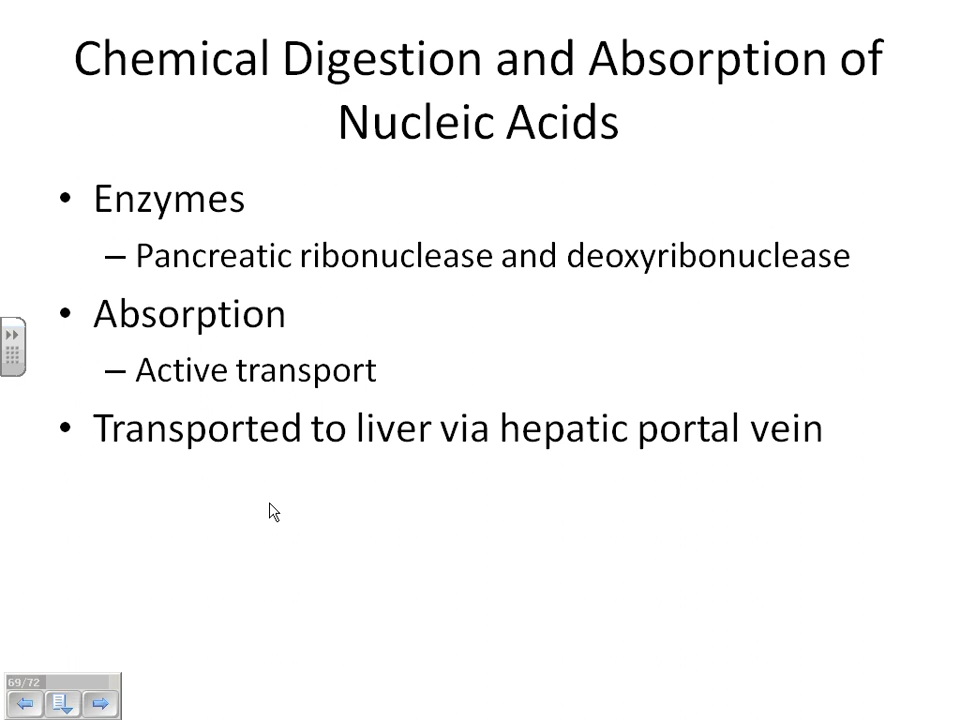 Chemical Digestion and Absorption of
Nucleic Acids
• Enzymes
– Pancreatic ribonuclease and deoxyribonuclease
• Absorption
– Active transport
• Transported to liver via hepatic portal vein
69/72